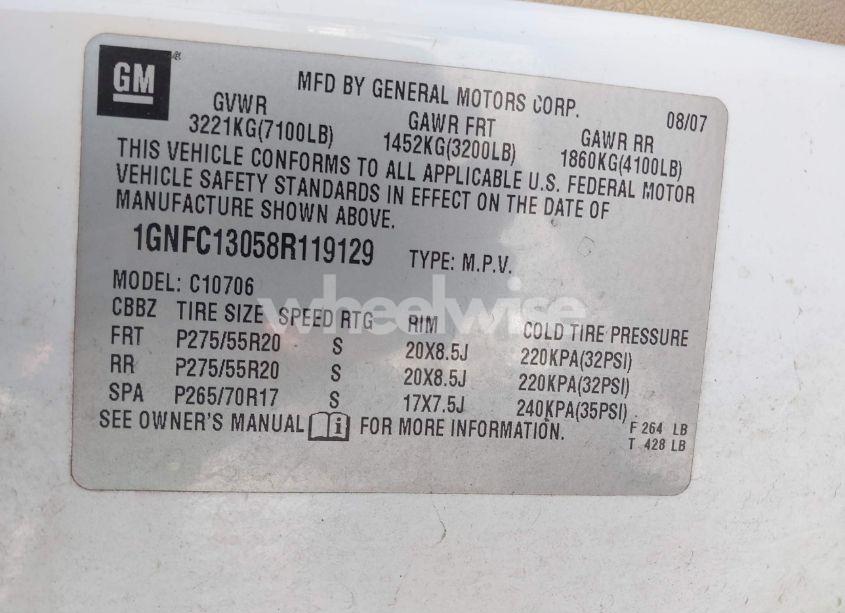 GM
MFD BY GENERAL MOTORS CORP. 08/07
GVWR GAWR FRT GAWR RR
3221KG(7100LB) 1452KG(3200LB) 1860KG(4100LB)
THIS VEHICLE CONFORMS TO ALL APPLICABLE U.S. FEDERAL MOTOR
VEHICLE SAFETY STANDARDS IN EFFECT ON THE DATE OF
MANUFACTURE SHOWN ABOVE.
1GNFC13058R119129 TYPE: M.P.V.
MODEL: C10706
wheelwise
CBBZ TIRE SIZE SPEED RTG RIM COLD TIRE PRESSURE
FRT P275/55R20 S 20X8.5J 220KPA(32PSI)
RR P275/55R20 S 20X8.5J 220KPA(32PSI)
SPA P265/70R17 S 17X7.5J 240KPA(35PSI)
SEE OWNER'S MANUAL i FOR MORE INFORMATION.
F 264 LB
T 428 LB